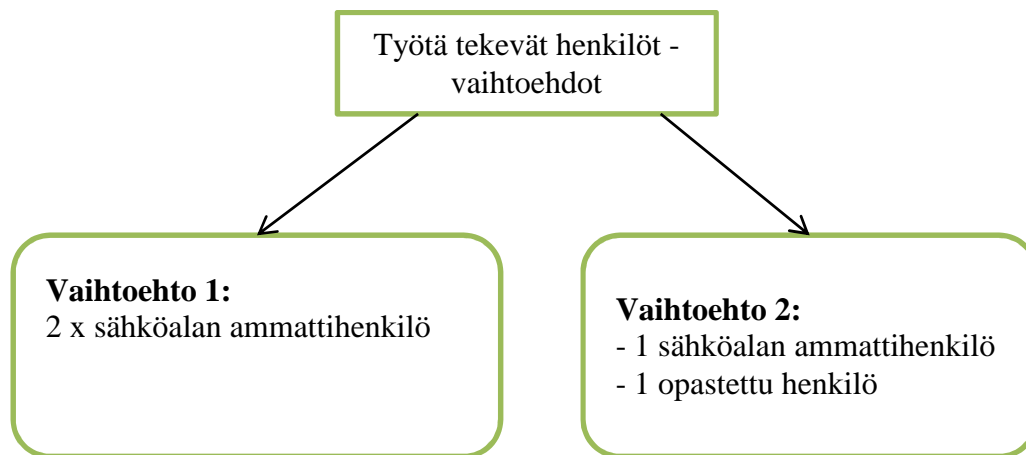 Työtä tekevät henkilöt -
vaihtoehdot
Vaihtoehto 1:
2 x sähköalan ammattihenkilö
Vaihtoehto 2:
- 1 sähköalan ammattihenkilö
- 1 opastettu henkilö